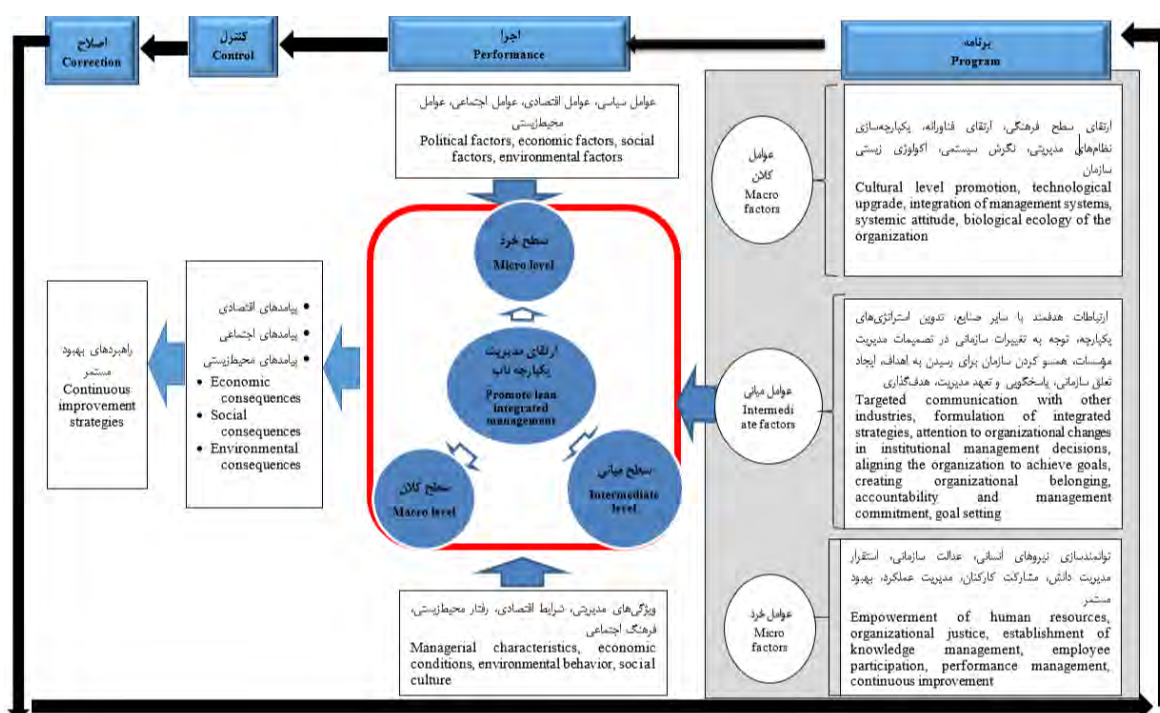 برنامه
Program
اجرا
Performance
کنترل
Control
اصلاح
Correction
عوامل
کلان
Macro
factors
ارتقای سطح فرهنگی، ارتقای فناورانه، یکپارچه‌سازی
نظام‌های مدیریتی، نگرش سیستمی، اکولوژی زیستی
سازمان
Cultural level promotion, technological
upgrade, integration of management systems,
systemic attitude, biological ecology of the
organization
عوامل میانی
Intermedi
ate factors
ارتباطات هدفمند با سایر صنایع، تدوین استراتژی‌های
یکپارچه، توجه به تغییرات سازمانی در تصمیمات مدیریت
مؤسسات، همسو کردن سازمان برای رسیدن به اهداف، ایجاد
تعلق سازمانی، پاسخگویی و تعهد مدیریت، هدف‌گذاری
Targeted communication with other
industries, formulation of integrated
strategies, attention to organizational changes
in institutional management decisions,
aligning the organization to achieve goals,
creating organizational belonging,
accountability and management
commitment, goal setting
عوامل خرد
Micro
factors
توانمندسازی نیروهای انسانی، عدالت سازمانی، استقرار
مدیریت دانش، مشارکت کارکنان، مدیریت عملکرد، بهبود
مستمر
Empowerment of human resources,
organizational justice, establishment of
knowledge management, employee
participation, performance management,
continuous improvement
عوامل سیاسی، عوامل اقتصادی، عوامل اجتماعی، عوامل
محیط‌زیستی
Political factors, economic factors, social
factors, environmental factors
سطح خرد
Micro level
ارتقای مدیریت
یکپارچه ناب
Promote lean
integrated
management
سطح میانی
Intermediate
level
سطح کلان
Macro level
ویژگی‌های مدیریتی، شرایط اقتصادی، رفتار محیط‌زیستی،
فرهنگ اجتماعی
Managerial characteristics, economic
conditions, environmental behavior, social
culture
• پیامدهای اقتصادی
• پیامدهای اجتماعی
• پیامدهای محیط‌زیستی
• Economic
consequences
• Social
consequences
• Environmental
consequences
راهبردهای بهبود
مستمر
Continuous
improvement
strategies